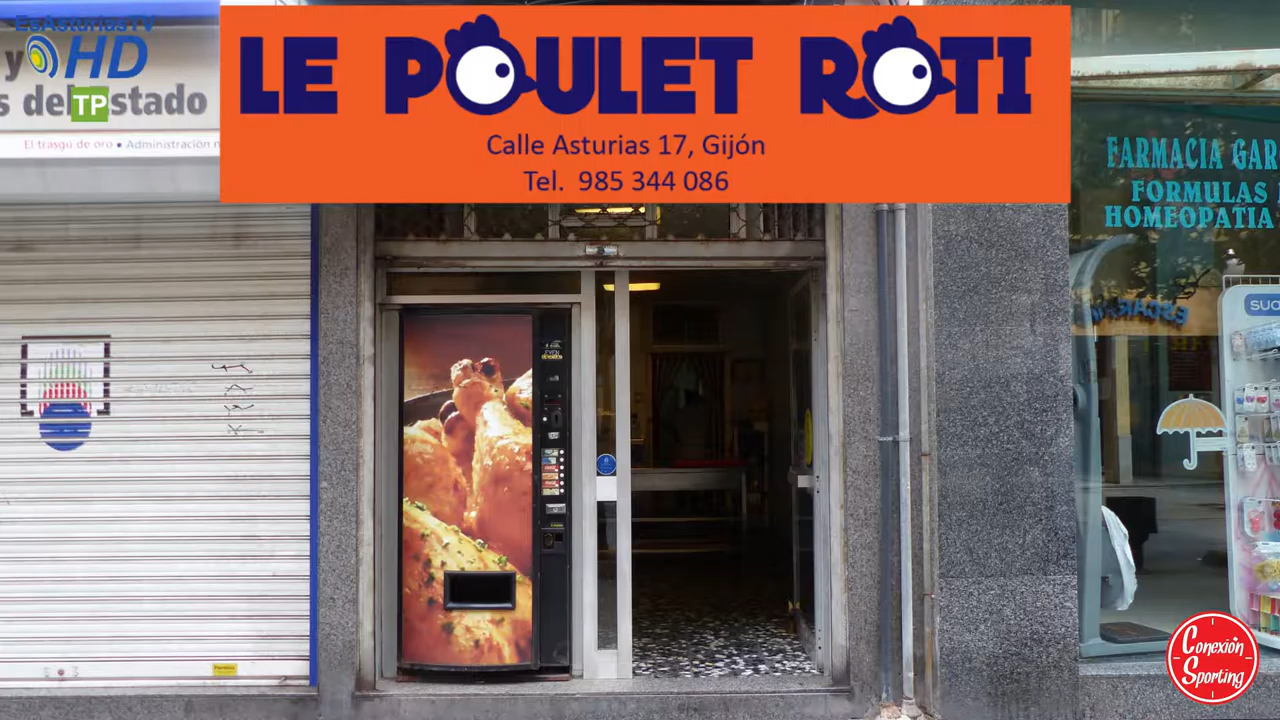 EsAsturiasTV
HD
y
s del
TP
stado
El trasgu de oro • Administración n
LE POULET ROTI
Calle Asturias 17, Gijón
Tel. 985 344 086
FARMACIA GAR
FORMULAS
HOMEOPATIA
Conexión
Sporting